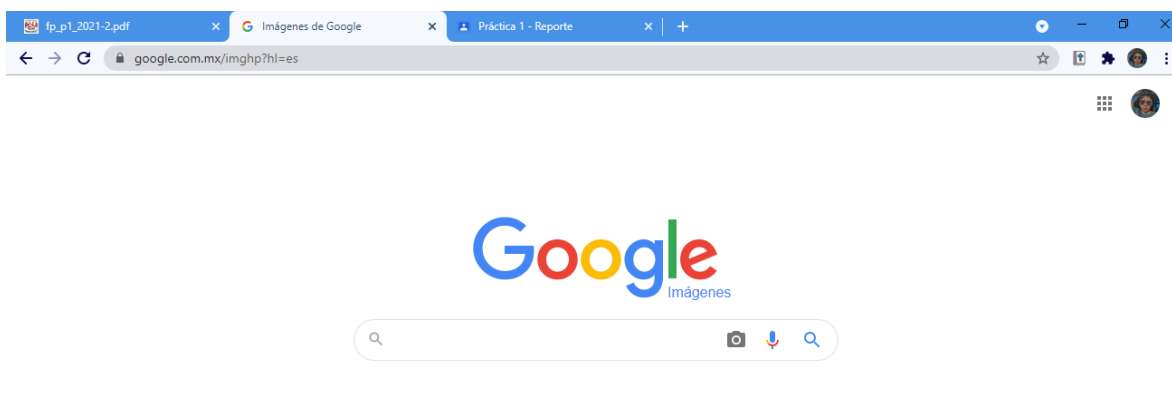 fp_p1_2021-2.pdf
Imágenes de Google
Práctica 1 - Reporte
google.com.mx/imghp?hl=es
Google
Imágenes